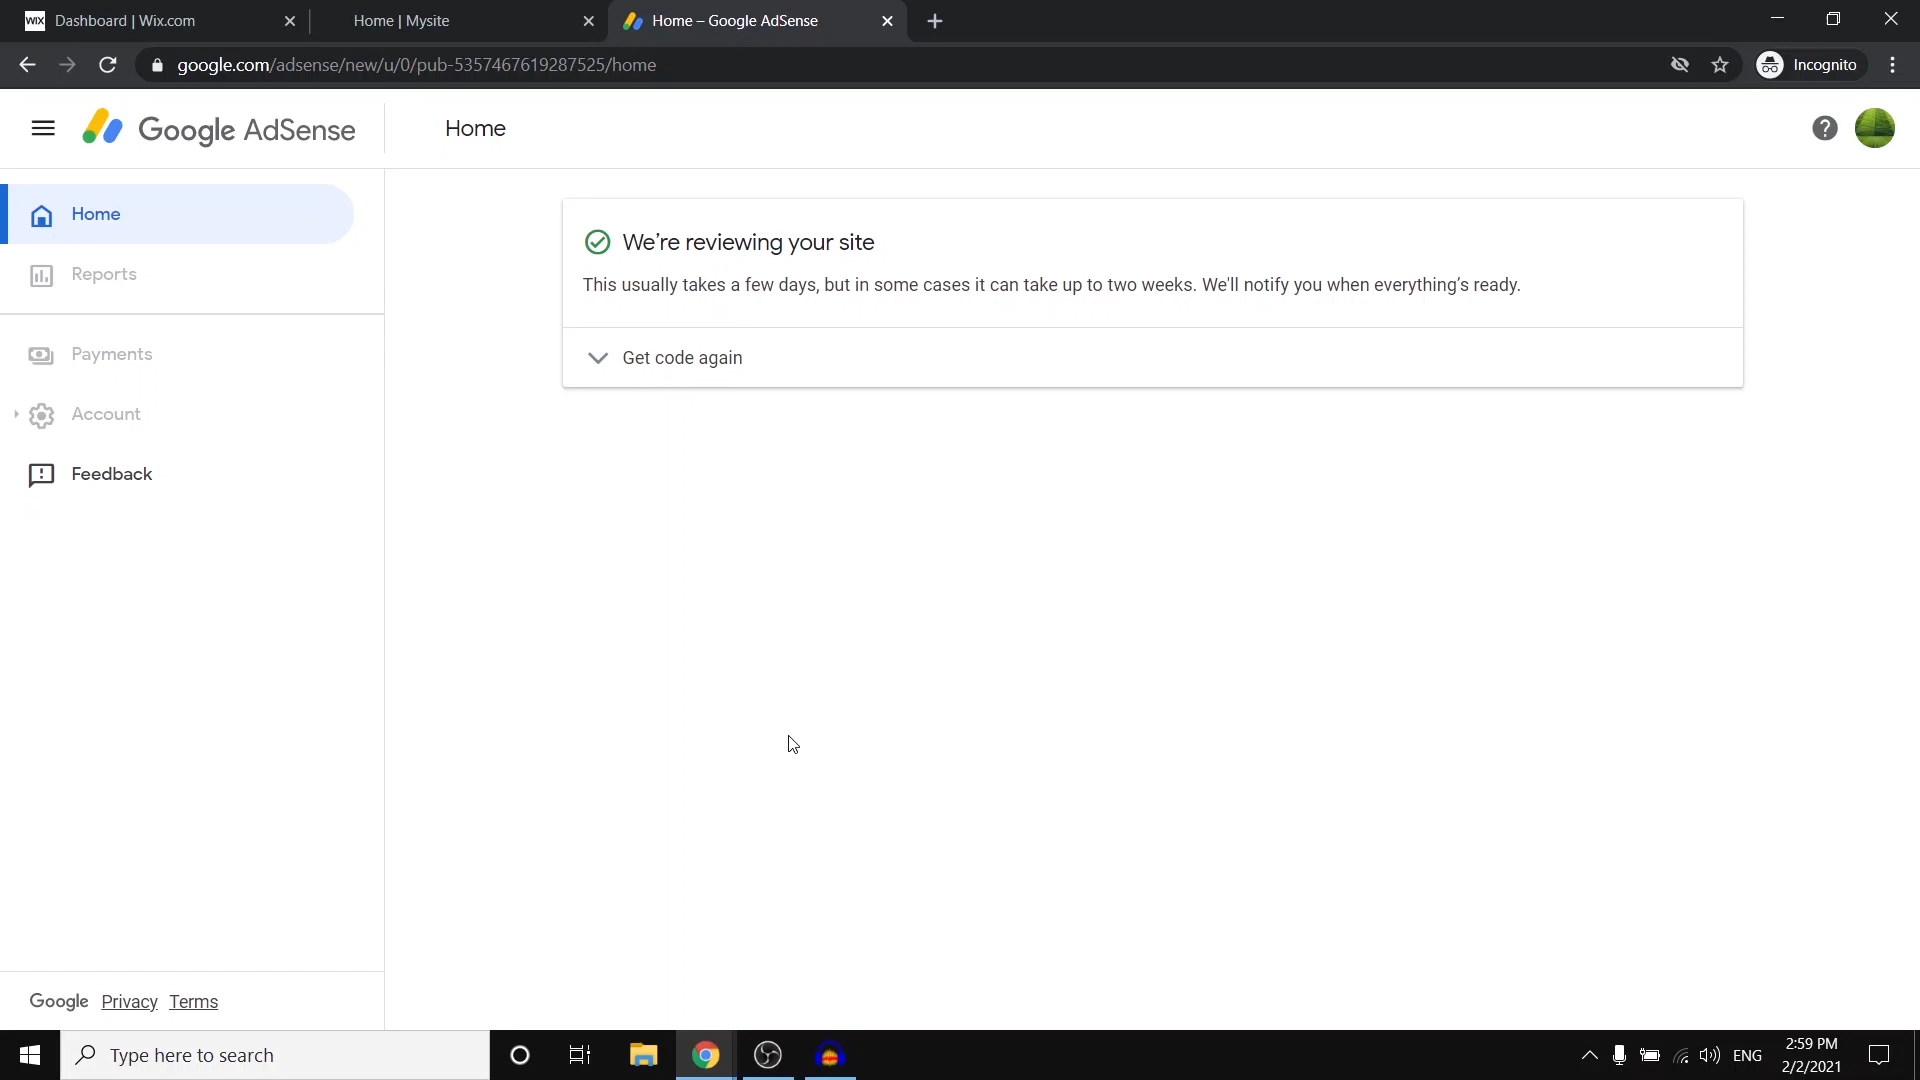 WIX Dashboard | Wix.com
Home | Mysite
Home – Google AdSense
google.com/adsense/new/u/0/pub-5357467619287525/home
Incognito
Google AdSense
Home
?
Home
Reports
Payments
Account
Feedback
We're reviewing your site
This usually takes a few days, but in some cases it can take up to two weeks. We'll notify you when everything's ready.
Get code again
Google Privacy Terms
Type here to search
ENG
2:59 PM
2/2/2021